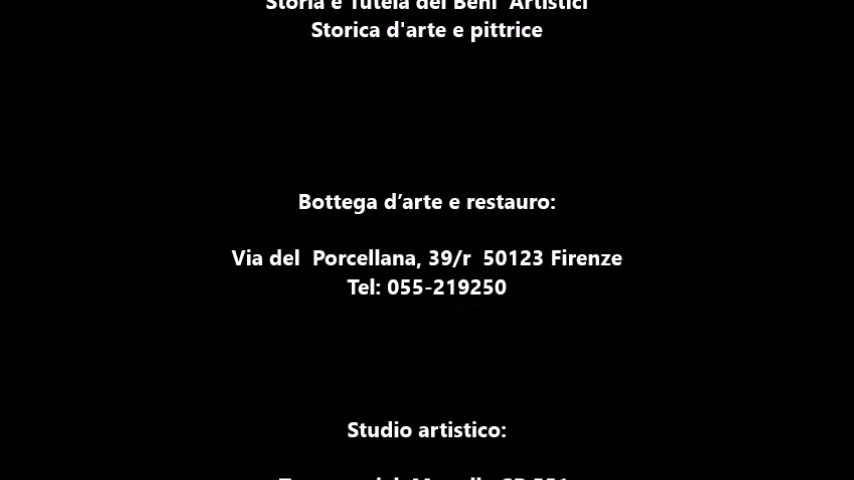 Storia e Tutela dei Beni  Artistici
Storica d'arte e pittrice
Bottega d’arte e restauro:
Via del  Porcellana, 39/r  50123 Firenze
Tel: 055-219250
Studio artistico: